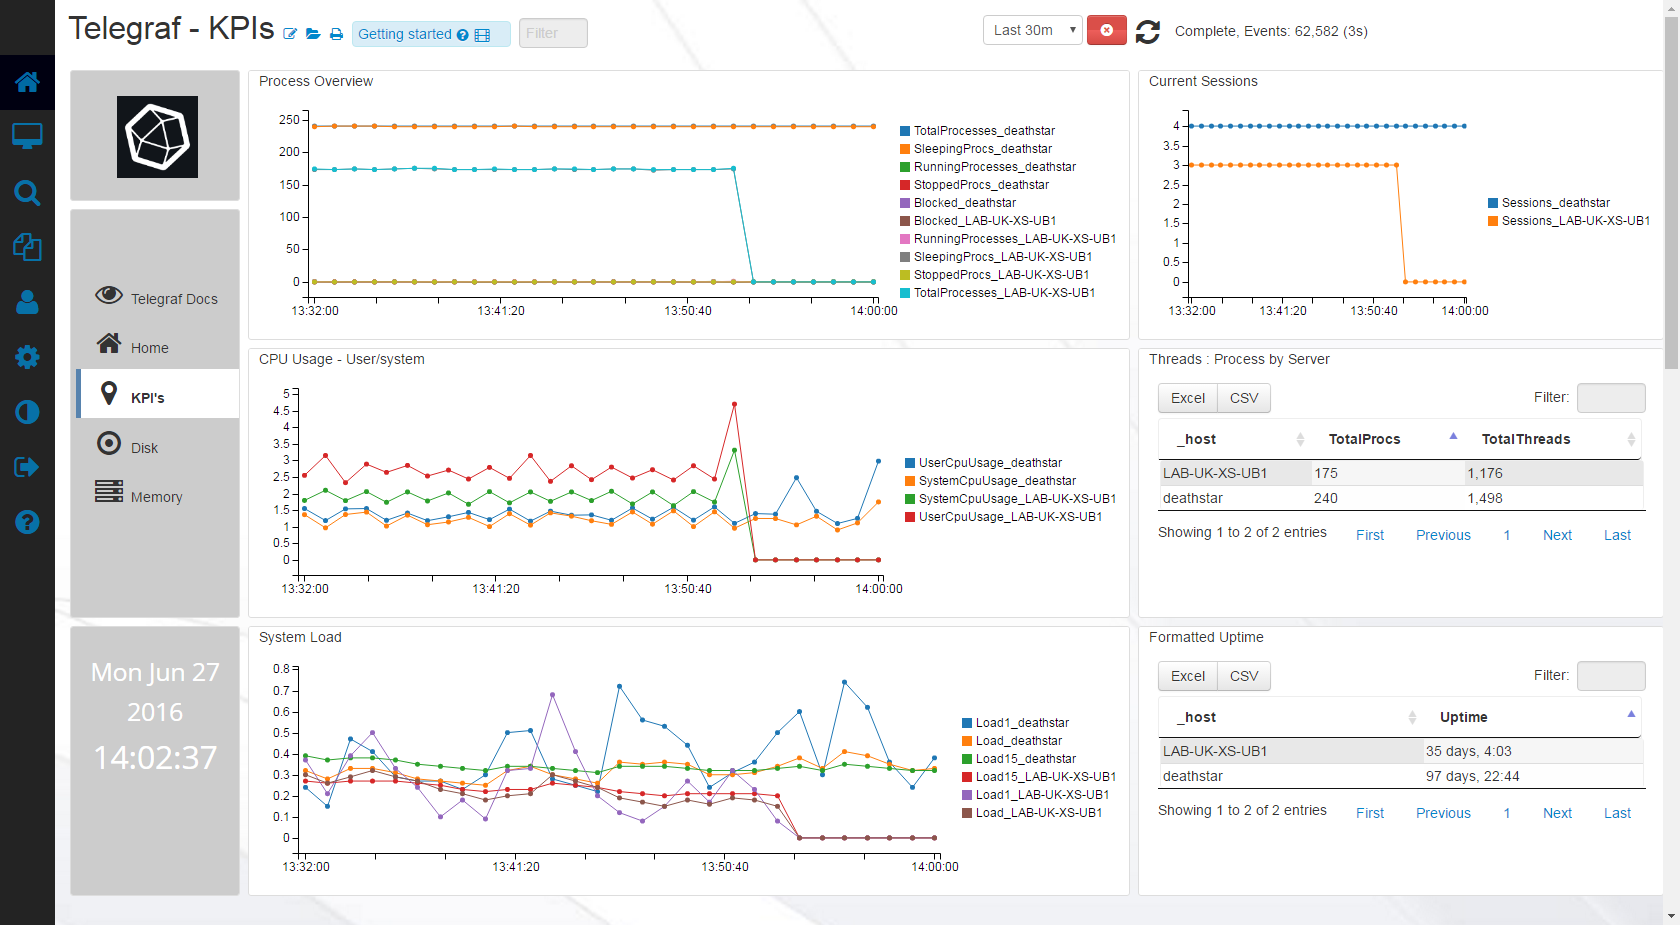 Telegraf - KPIs
Getting started
Filter
Last 30m
Complete, Events: 62,582 (3s)
Telegraf Docs
Home
KPI's
Disk
Memory
Mon Jun 27
2016
14:02:37
Process Overview
250
200
150
100
50
0
13:32:00
13:41:20
13:50:40
14:00:00
TotalProcesses_deathstar
SleepingProcs_deathstar
RunningProcesses_deathstar
StoppedProcs_deathstar
Blocked_deathstar
Blocked_LAB-UK-XS-UB1
RunningProcesses_LAB-UK-XS-UB1
SleepingProcs_LAB-UK-XS-UB1
StoppedProcs_LAB-UK-XS-UB1
TotalProcesses_LAB-UK-XS-UB1
Current Sessions
4
3.5
3
2.5
2
1.5
1
0.5
0
13:32:00
13:41:20
13:50:40
14:00:00
Sessions_deathstar
Sessions_LAB-UK-XS-UB1
CPU Usage - User/system
5
4.5
4
3.5
3
2.5
2
1.5
1
0.5
0
13:32:00
13:41:20
13:50:40
14:00:00
UserCpuUsage_deathstar
SystemCpuUsage_deathstar
SystemCpuUsage_LAB-UK-XS-UB1
UserCpuUsage_LAB-UK-XS-UB1
Threads : Process by Server
Excel CSV Filter:
_host TotalProcs TotalThreads
LAB-UK-XS-UB1 175 1,176
deathstar 240 1,498
Showing 1 to 2 of 2 entries First Previous 1 Next Last
System Load
0.8
0.7
0.6
0.5
0.4
0.3
0.2
0.1
0
13:32:00
13:41:20
13:50:40
14:00:00
Load1_deathstar
Load_deathstar
Load15_deathstar
Load15_LAB-UK-XS-UB1
Load1_LAB-UK-XS-UB1
Load_LAB-UK-XS-UB1
Formatted Uptime
Excel CSV Filter:
_host Uptime
LAB-UK-XS-UB1 35 days, 4:03
deathstar 97 days, 22:44
Showing 1 to 2 of 2 entries First Previous 1 Next Last